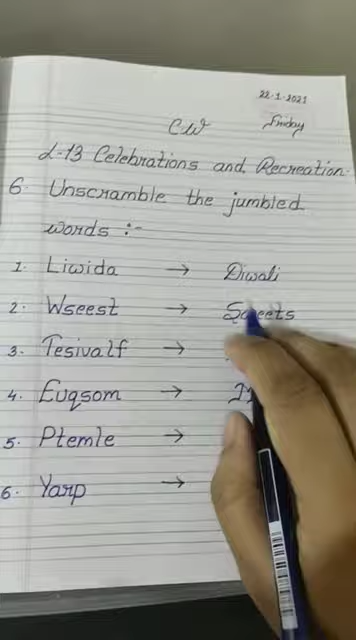 22-1-2021
CW Friday
L-13 Celebrations and Recreation.
6. Unscramble the jumbled
words :-
1. Liwida → Diwali
2. Wseest → Sweets
3. Tesivalf →
4. Euqsom →
5. Ptemle →
6. Yarp →